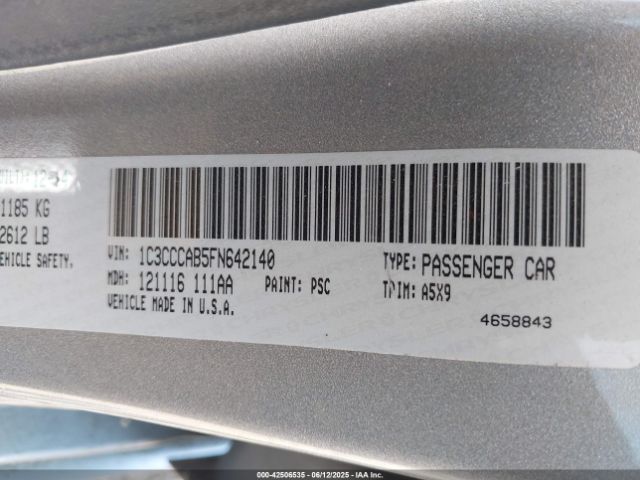 1185 KG
2612 LB
VEHICLE SAFETY.
VIN: 1C3CCCAB5FN642140
TYPE: PASSENGER CAR
MDH: 121116 111AA PAINT: PSC
TRIM: A5X9
VEHICLE MADE IN U.S.A.
4658843
000-42506535 - 06/12/2025 - IAA Inc.